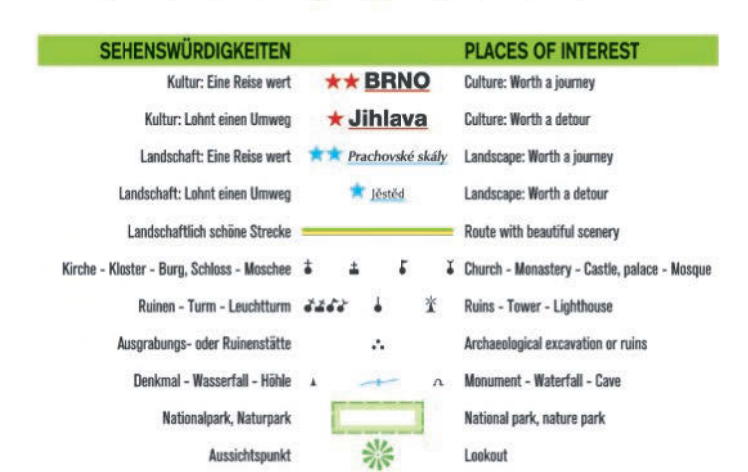 SEHENSWÜRDIGKEITEN PLACES OF INTEREST
Kultur: Eine Reise wert BRNO Culture: Worth a journey
Kultur: Lohnt einen Umweg Jihlava Culture: Worth a detour
Landschaft: Eine Reise wert Prachovské skály Landscape: Worth a journey
Landschaft: Lohnt einen Umweg Jěstěd Landscape: Worth a detour
Landschaftlich schöne Strecke Route with beautiful scenery
Kirche - Kloster - Burg, Schloss - Moschee Church - Monastery - Castle, palace - Mosque
Ruinen - Turm - Leuchtturm Ruins - Tower - Lighthouse
Ausgrabungs- oder Ruinenstätte Archaeological excavation or ruins
Denkmal - Wasserfall - Höhle Monument - Waterfall - Cave
Nationalpark, Naturpark National park, nature park
Aussichtspunkt Lookout